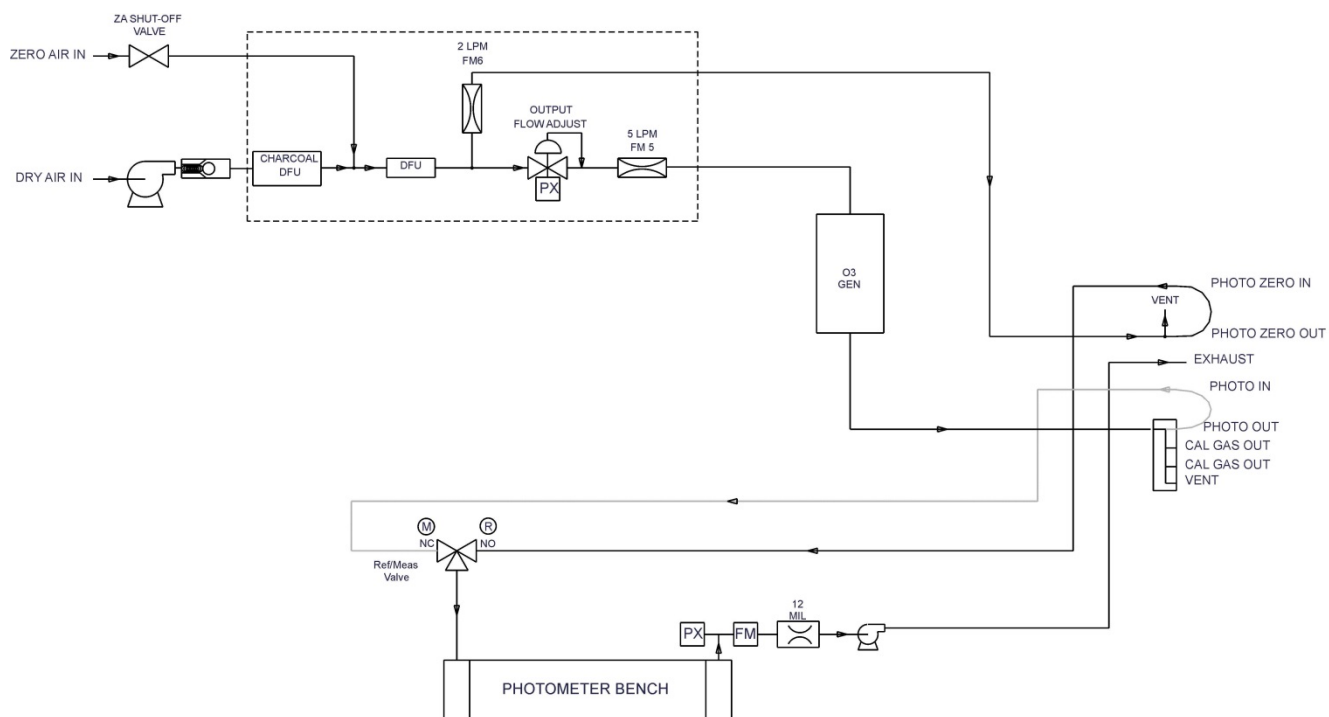 ZA SHUT-OFF
VALVE
ZERO AIR IN
2 LPM
FM6
OUTPUT
FLOW ADJUST
5 LPM
FM 5
CHARCOAL
DFU
DFU
DRY AIR IN
PX
O3
GEN
PHOTO ZERO IN
VENT
PHOTO ZERO OUT
EXHAUST
PHOTO IN
PHOTO OUT
CAL GAS OUT
CAL GAS OUT
VENT
M
R
NC
NO
Ref/Meas
Valve
12
MIL
PX
FM
PHOTOMETER BENCH